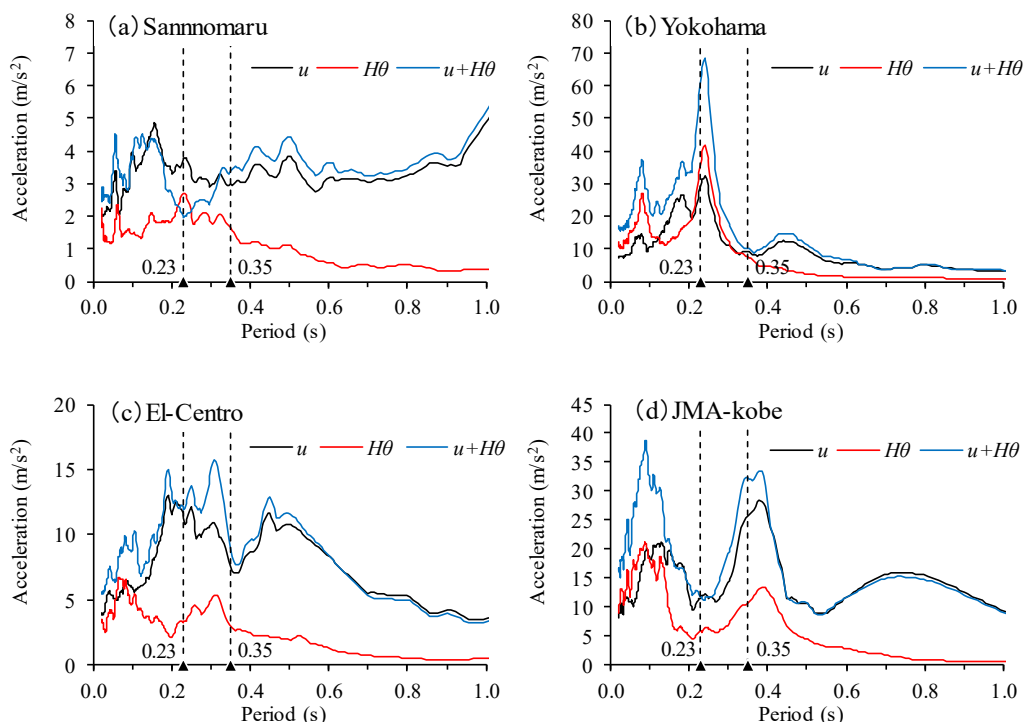 (a) Sannnomaru
Acceleration (m/s²)
8
7
6
5
4
3
2
1
0
u
Hθ
u+Hθ
0.23
0.35
0.0
0.2
0.4
0.6
0.8
1.0
Period (s)
(b) Yokohama
Acceleration (m/s²)
80
70
60
50
40
30
20
10
0
u
Hθ
u+Hθ
0.23
0.35
0.0
0.2
0.4
0.6
0.8
1.0
Period (s)
(c) El-Centro
Acceleration (m/s²)
20
15
10
5
0
u
Hθ
u+Hθ
0.23
0.35
0.0
0.2
0.4
0.6
0.8
1.0
Period (s)
(d) JMA-kobe
Acceleration (m/s²)
45
40
35
30
25
20
15
10
5
0
u
Hθ
u+Hθ
0.23
0.35
0.0
0.2
0.4
0.6
0.8
1.0
Period (s)